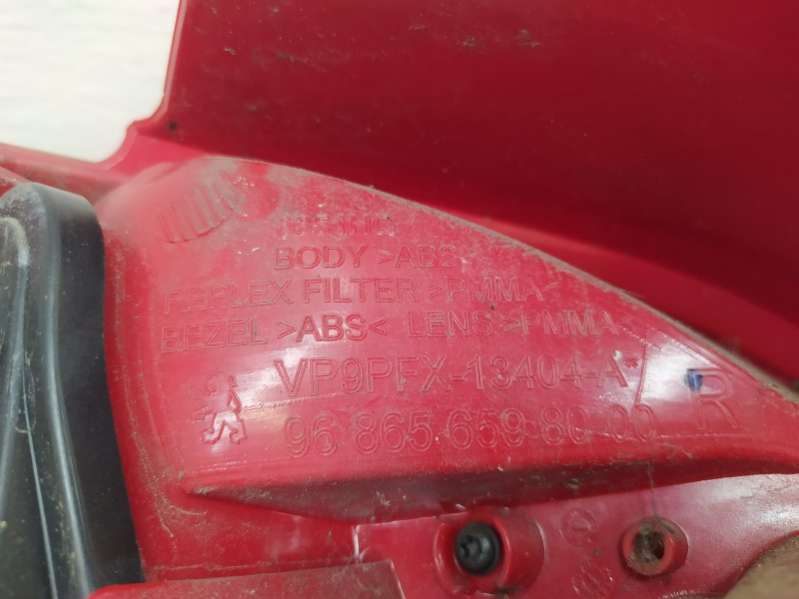 BODY >ABS<
REFLEX FILTER >PMMA<
BEZEL >ABS< LENS >PMMA
VP9PFX-13404-A
96 865 659 80-00
R